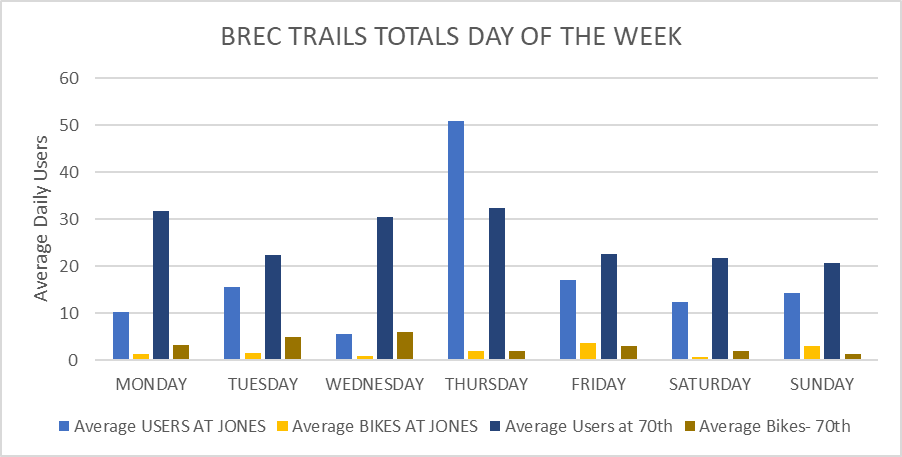 BREC TRAILS TOTALS DAY OF THE WEEK
Average Daily Users
60
50
40
30
20
10
0
MONDAY TUESDAY WEDNESDAY THURSDAY FRIDAY SATURDAY SUNDAY
Average USERS AT JONES Average BIKES AT JONES Average Users at 70th Average Bikes- 70th